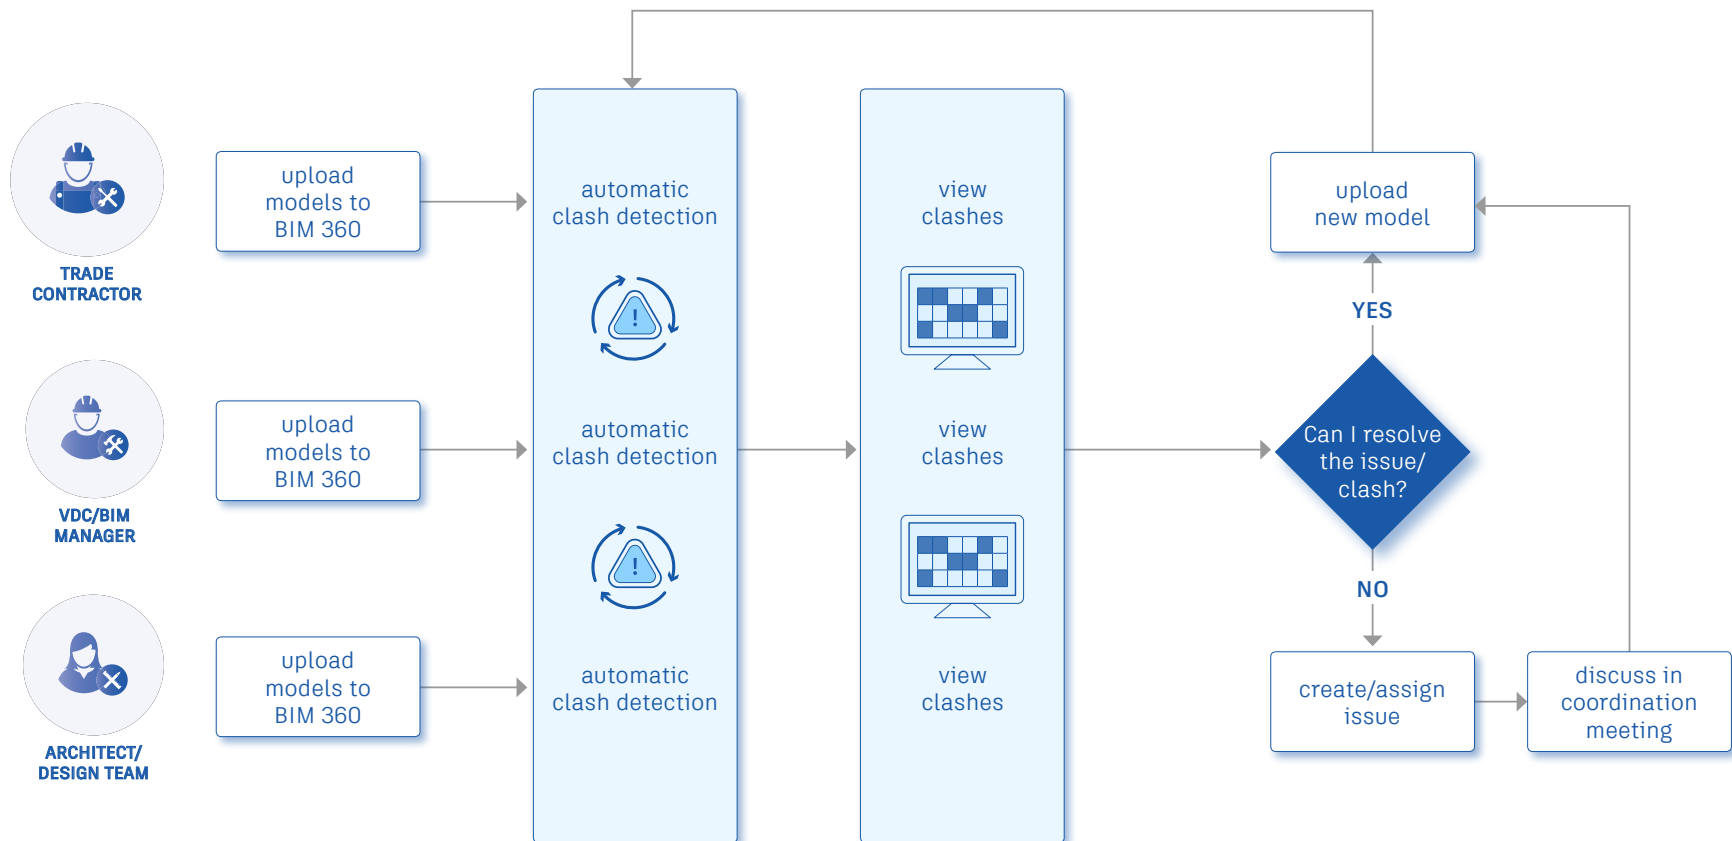 TRADE
CONTRACTOR
upload
models to
BIM 360
automatic
clash detection
view
clashes
upload
new model
!
YES
VDC/BIM
MANAGER
upload
models to
BIM 360
automatic
clash detection
view
clashes
Can I resolve
the issue/
clash?
!
NO
ARCHITECT/
DESIGN TEAM
upload
models to
BIM 360
automatic
clash detection
view
clashes
create/assign
issue
discuss in
coordination
meeting